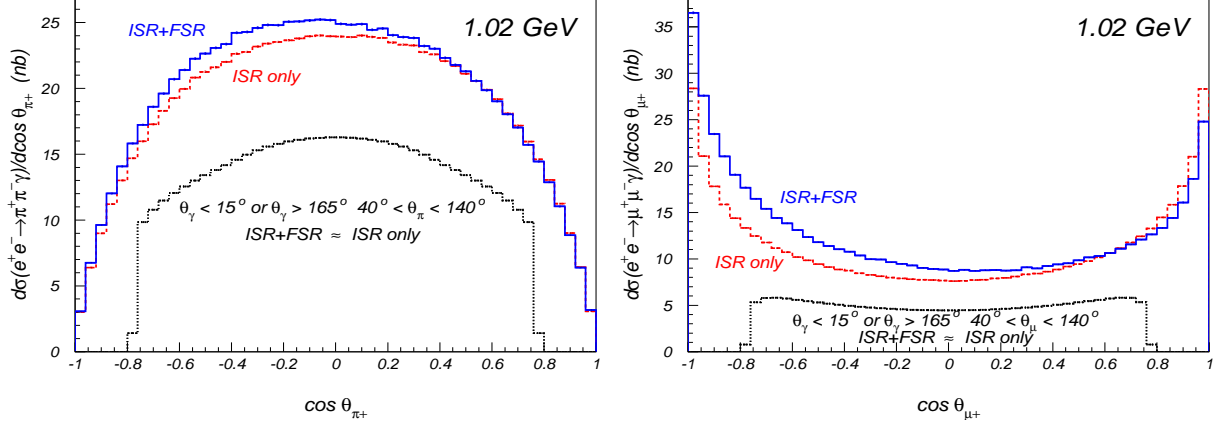 dσ(e⁺e⁻→π⁺π⁻γ)/dcos θπ+ (nb)
25
20
15
10
5
0
ISR+FSR
1.02 GeV
ISR only
θγ < 15° or θγ > 165° 40° < θπ < 140°
ISR+FSR ≈ ISR only
-1 -0.8 -0.6 -0.4 -0.2 0 0.2 0.4 0.6 0.8 1
cos θπ+
dσ(e⁺e⁻→μ⁺μ⁻γ)/dcos θμ+ (nb)
35
30
25
20
15
10
5
0
1.02 GeV
ISR+FSR
ISR only
θγ < 15° or θγ > 165° 40° < θμ < 140°
ISR+FSR ≈ ISR only
-1 -0.8 -0.6 -0.4 -0.2 0 0.2 0.4 0.6 0.8 1
cos θμ+